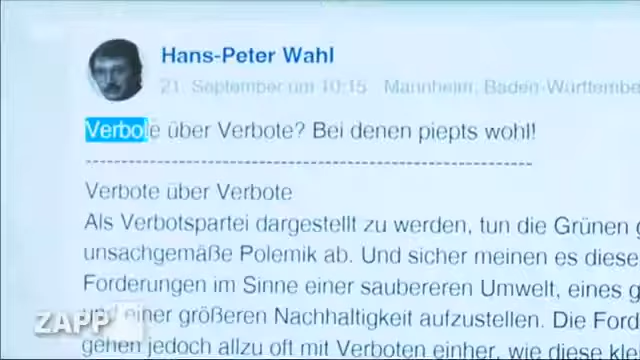 Hans-Peter Wahl
21. September um 10:15 Mannheim, Baden-Württembe
Verbote über Verbote? Bei denen piepts wohl!
--------------------------------------------------------------
Verbote über Verbote
Als Verbotspartei dargestellt zu werden, tun die Grünen
unsachgemäße Polemik ab. Und sicher meinen es diese
Forderungen im Sinne einer saubereren Umwelt, eines g
und einer größeren Nachhaltigkeit aufzustellen. Die Ford
gehen jedoch allzu oft mit Verboten einher, wie diese kle
ZAPP